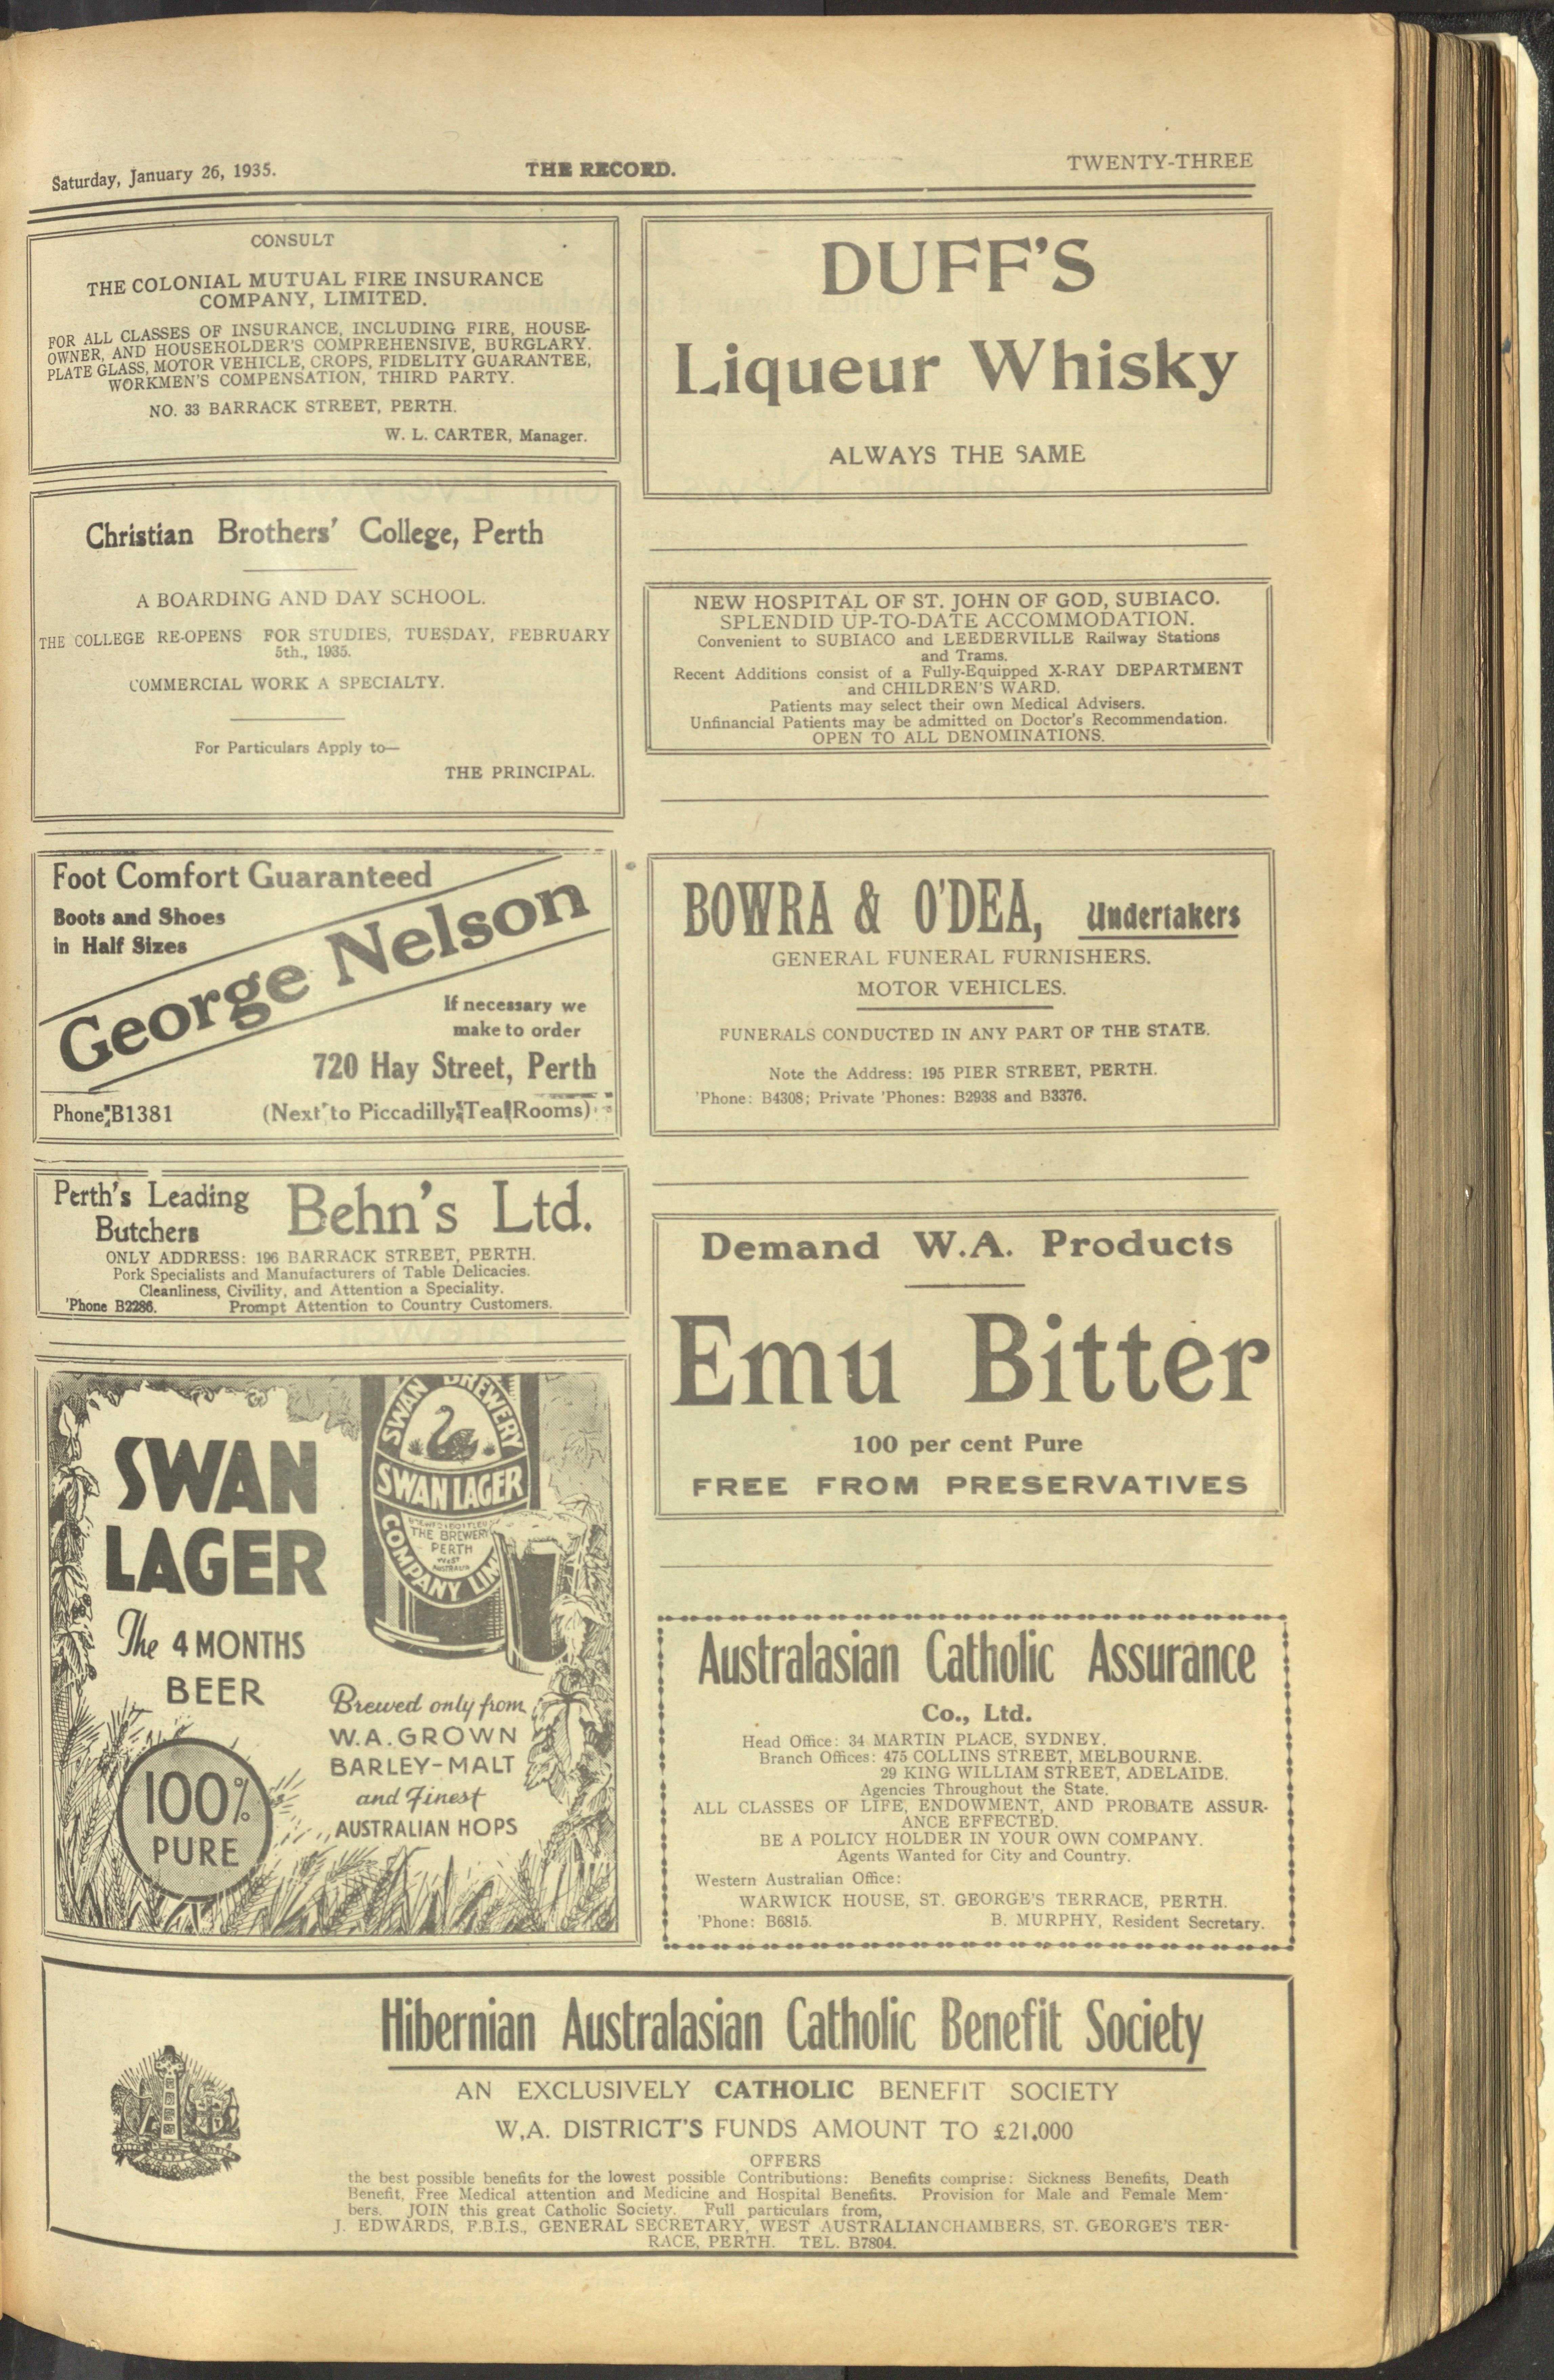 Saturday, January 26, 1935.
THE RECORD.
TWENTY-THREE
CONSULT
THE COLONIAL MUTUAL FIRE INSURANCE
COMPANY, LIMITED.
FOR ALL CLASSES OF INSURANCE, INCLUDING FIRE, HOUSE-
OWNER, AND HOUSEHOLDER'S COMPREHENSIVE, BURGLARY.
PLATE GLASS, MOTOR VEHICLE, CROPS, FIDELITY GUARANTEE,
WORKMEN'S COMPENSATION, THIRD PARTY.
NO. 33 BARRACK STREET, PERTH.
W. L. CARTER, Manager.
Christian Brothers' College, Perth
A BOARDING AND DAY SCHOOL.
THE COLLEGE RE-OPENS FOR STUDIES, TUESDAY, FEBRUARY
5th., 1935.
COMMERCIAL WORK A SPECIALTY.
For Particulars Apply to—
THE PRINCIPAL.
Foot Comfort Guaranteed
Boots and Shoes
in Half Sizes
George Nelson
If necessary we
make to order
720 Hay Street, Perth
Phone B1381 (Next to Piccadilly Tea Rooms)
Perth's Leading
Butchers
Behn's Ltd.
ONLY ADDRESS: 196 BARRACK STREET, PERTH.
Pork Specialists and Manufacturers of Table Delicacies.
Cleanliness, Civility, and Attention a Speciality.
'Phone B2286. Prompt Attention to Country Customers.
SWAN
LAGER
The 4 MONTHS
BEER
100%
PURE
SWAN BREWERY
SWAN LAGER
THE BREWERY
PERTH
WEST
AUSTRALIA
COMPANY LIM
Brewed only from
W.A. GROWN
BARLEY-MALT
and Finest
AUSTRALIAN HOPS
DUFF'S
Liqueur Whisky
ALWAYS THE SAME
NEW HOSPITAL OF ST. JOHN OF GOD, SUBIACO.
SPLENDID UP-TO-DATE ACCOMMODATION.
Convenient to SUBIACO and LEEDERVILLE Railway Stations
and Trams.
Recent Additions consist of a Fully-Equipped X-RAY DEPARTMENT
and CHILDREN'S WARD.
Patients may select their own Medical Advisers.
Unfinancial Patients may be admitted on Doctor's Recommendation.
OPEN TO ALL DENOMINATIONS.
BOWRA & O'DEA, Undertakers
GENERAL FUNERAL FURNISHERS.
MOTOR VEHICLES.
FUNERALS CONDUCTED IN ANY PART OF THE STATE.
Note the Address: 195 PIER STREET, PERTH.
'Phone: B4308; Private 'Phones: B2938 and B3376.
Demand W.A. Products
Emu Bitter
100 per cent Pure
FREE FROM PRESERVATIVES
Australasian Catholic Assurance
Co., Ltd.
Head Office: 34 MARTIN PLACE, SYDNEY.
Branch Offices: 475 COLLINS STREET, MELBOURNE.
29 KING WILLIAM STREET, ADELAIDE.
Agencies Throughout the State.
ALL CLASSES OF LIFE, ENDOWMENT, AND PROBATE ASSUR-
ANCE EFFECTED.
BE A POLICY HOLDER IN YOUR OWN COMPANY.
Agents Wanted for City and Country.
Western Australian Office:
WARWICK HOUSE, ST. GEORGE'S TERRACE, PERTH.
'Phone: B6815. B. MURPHY, Resident Secretary.
Hibernian Australasian Catholic Benefit Society
AN EXCLUSIVELY CATHOLIC BENEFIT SOCIETY
W.A. DISTRICT'S FUNDS AMOUNT TO £21,000
OFFERS
the best possible benefits for the lowest possible Contributions: Benefits comprise: Sickness Benefits, Death
Benefit, Free Medical attention and Medicine and Hospital Benefits. Provision for Male and Female Mem-
bers. JOIN this great Catholic Society. Full particulars from,
J. EDWARDS, F.B.I.S., GENERAL SECRETARY, WEST AUSTRALIAN CHAMBERS, ST. GEORGE'S TER-
RACE, PERTH. TEL. B7804.